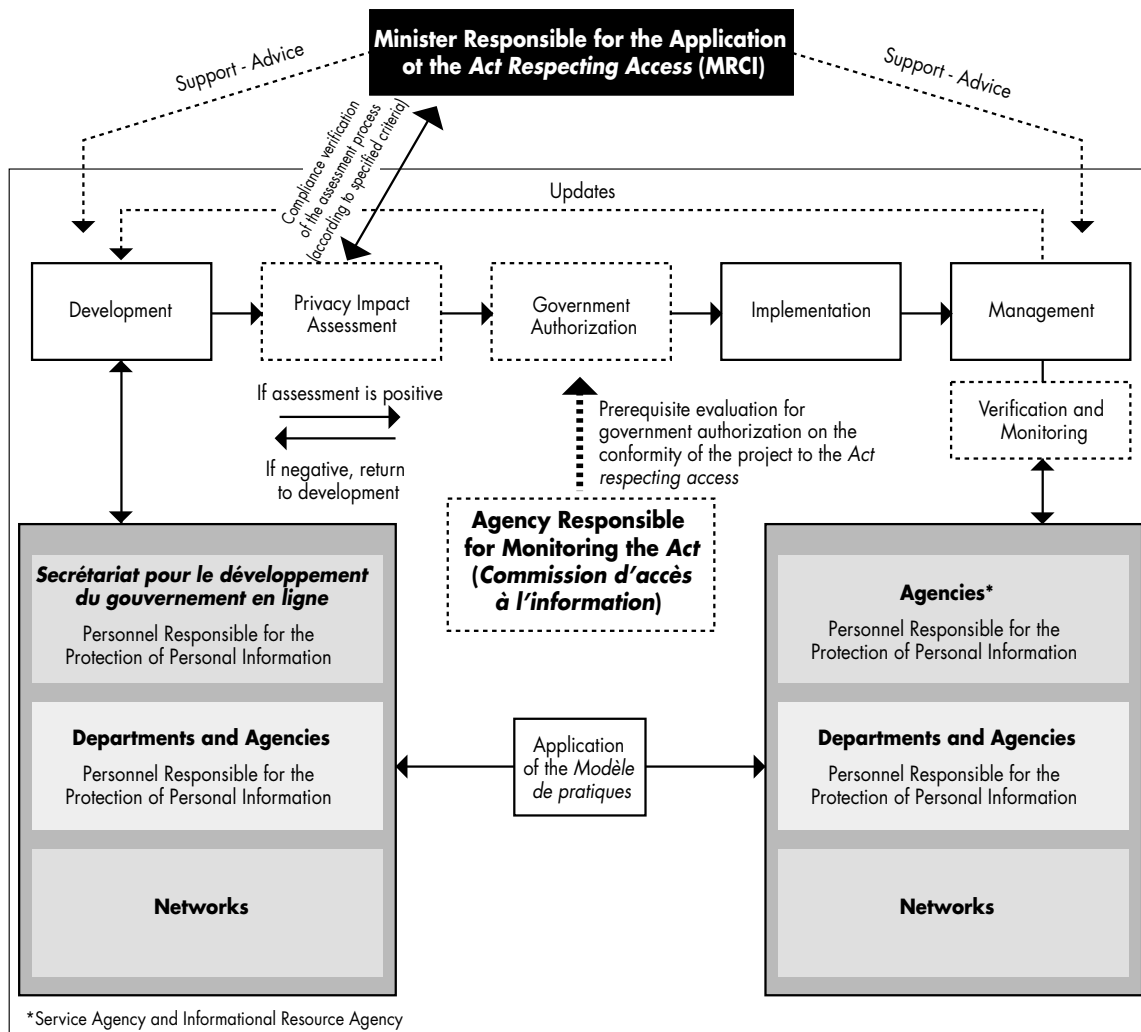 Minister Responsible for the Application
ot the Act Respecting Access (MRCI)
Support - Advice
Support - Advice
Compliance verification
of the assessment process
(according to specified criteria)
Updates
Development
Privacy Impact
Assessment
Government
Authorization
Implementation
Management
If assessment is positive
If negative, return
to development
Prerequisite evaluation for
government authorization on the
conformity of the project to the Act
respecting access
Verification and
Monitoring
Agency Responsible
for Monitoring the Act
(Commission d'accès
à l'information)
Secrétariat pour le développement
du gouvernement en ligne
Personnel Responsible for the
Protection of Personal Information
Departments and Agencies
Personnel Responsible for the
Protection of Personal Information
Networks
Application
of the Modèle
de pratiques
Agencies*
Personnel Responsible for the
Protection of Personal Information
Departments and Agencies
Personnel Responsible for the
Protection of Personal Information
Networks
*Service Agency and Informational Resource Agency